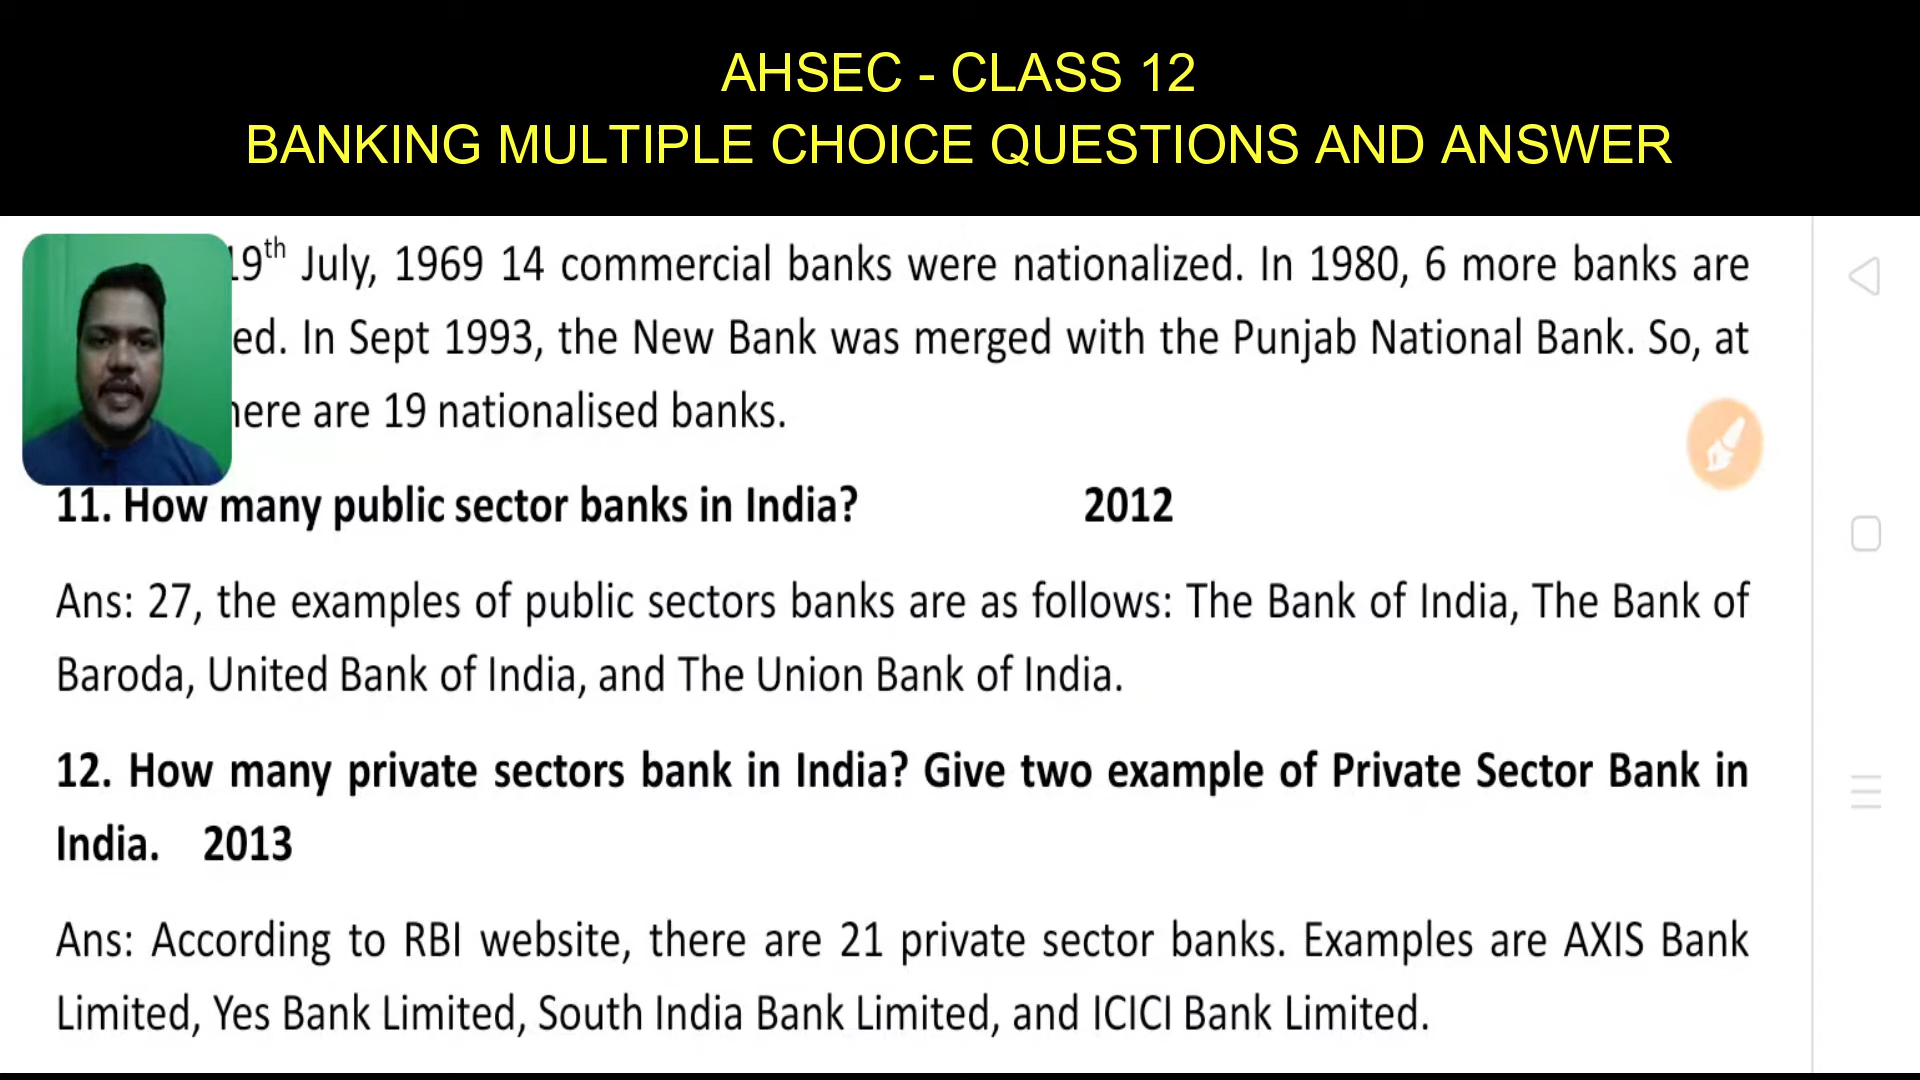 AHSEC - CLASS 12
BANKING MULTIPLE CHOICE QUESTIONS AND ANSWER
19th July, 1969 14 commercial banks were nationalized. In 1980, 6 more banks are
ed. In Sept 1993, the New Bank was merged with the Punjab National Bank. So, at
here are 19 nationalised banks.
11. How many public sector banks in India? 2012
Ans: 27, the examples of public sectors banks are as follows: The Bank of India, The Bank of
Baroda, United Bank of India, and The Union Bank of India.
12. How many private sectors bank in India? Give two example of Private Sector Bank in
India. 2013
Ans: According to RBI website, there are 21 private sector banks. Examples are AXIS Bank
Limited, Yes Bank Limited, South India Bank Limited, and ICICI Bank Limited.